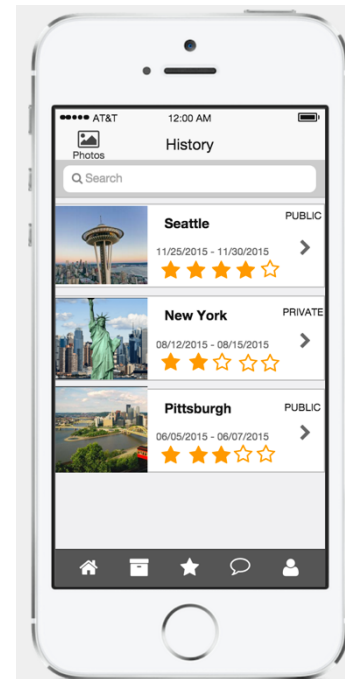 AT&T 12:00 AM
Photos
History
Search
Seattle PUBLIC
11/25/2015 - 11/30/2015
New York PRIVATE
08/12/2015 - 08/15/2015
Pittsburgh PUBLIC
06/05/2015 - 06/07/2015